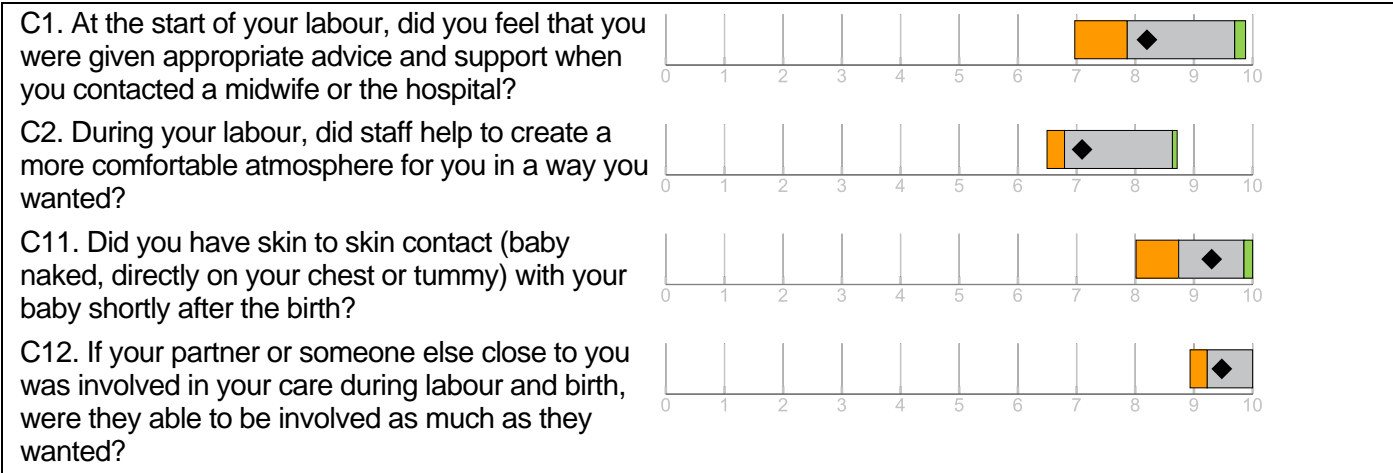 C1. At the start of your labour, did you feel that you
were given appropriate advice and support when
you contacted a midwife or the hospital?
0 1 2 3 4 5 6 7 8 9 10
C2. During your labour, did staff help to create a
more comfortable atmosphere for you in a way you
wanted?
0 1 2 3 4 5 6 7 8 9 10
C11. Did you have skin to skin contact (baby
naked, directly on your chest or tummy) with your
baby shortly after the birth?
0 1 2 3 4 5 6 7 8 9 10
C12. If your partner or someone else close to you
was involved in your care during labour and birth,
were they able to be involved as much as they
wanted?
0 1 2 3 4 5 6 7 8 9 10